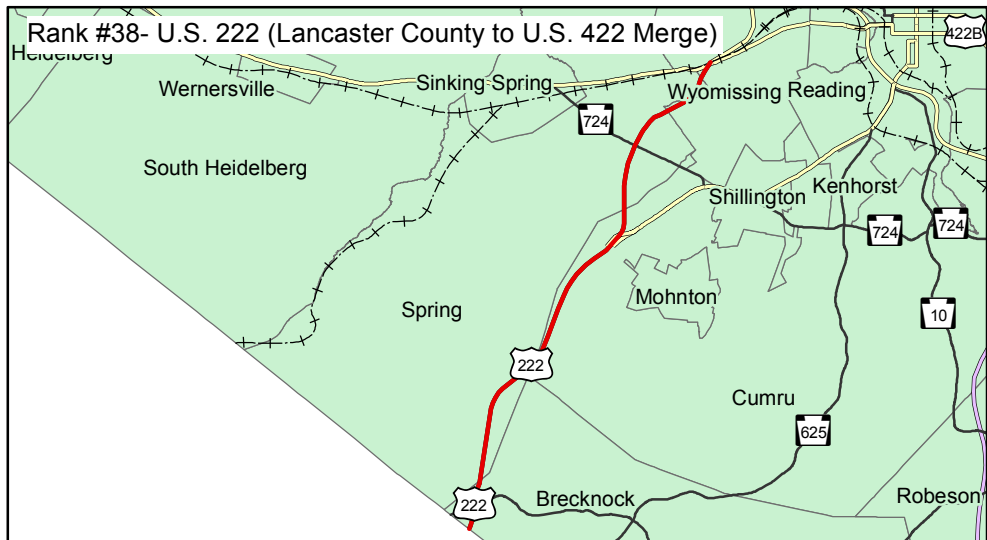 Rank #38- U.S. 222 (Lancaster County to U.S. 422 Merge)
422B
Heidelberg
Wernersville
Sinking Spring
Wyomissing
Reading
724
South Heidelberg
Shillington
Kenhorst
724
724
Spring
Mohnton
10
222
Cumru
625
222
Brecknock
Robeson